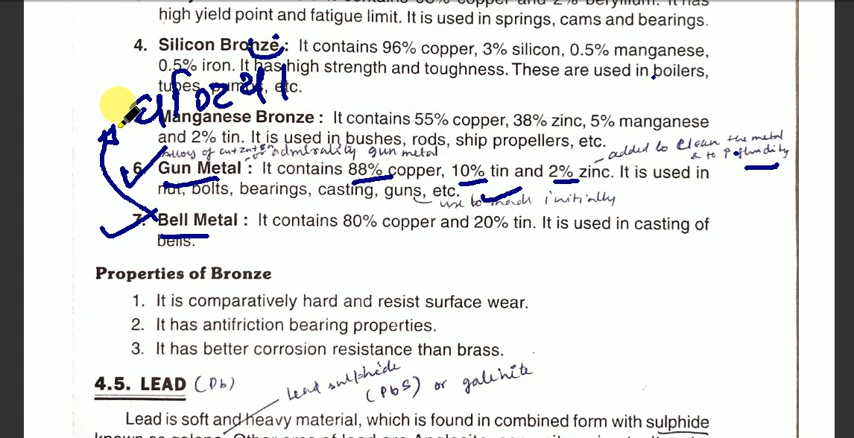 high yield point and fatigue limit. It is used in springs, cams and bearings.
4. Silicon Bronze : It contains 96% copper, 3% silicon, 0.5% manganese,
0.5% iron. It has high strength and toughness. These are used in boilers,
tubes, pumps, etc.
Manganese Bronze : It contains 55% copper, 38% zinc, 5% manganese
and 2% tin. It is used in bushes, rods, ship propellers, etc.
added to clean the metal
& to ↑ fluidity
admirality gun metal
6. Gun Metal : It contains 88% copper, 10% tin and 2% zinc. It is used in
nut, bolts, bearings, casting, guns, etc.
use to made initially
7. Bell Metal : It contains 80% copper and 20% tin. It is used in casting of
bells.
Properties of Bronze
1. It is comparatively hard and resist surface wear.
2. It has antifriction bearing properties.
3. It has better corrosion resistance than brass.
4.5. LEAD (Pb)
lead sulphide
(PbS) or galenite
Lead is soft and heavy material, which is found in combined form with sulphide